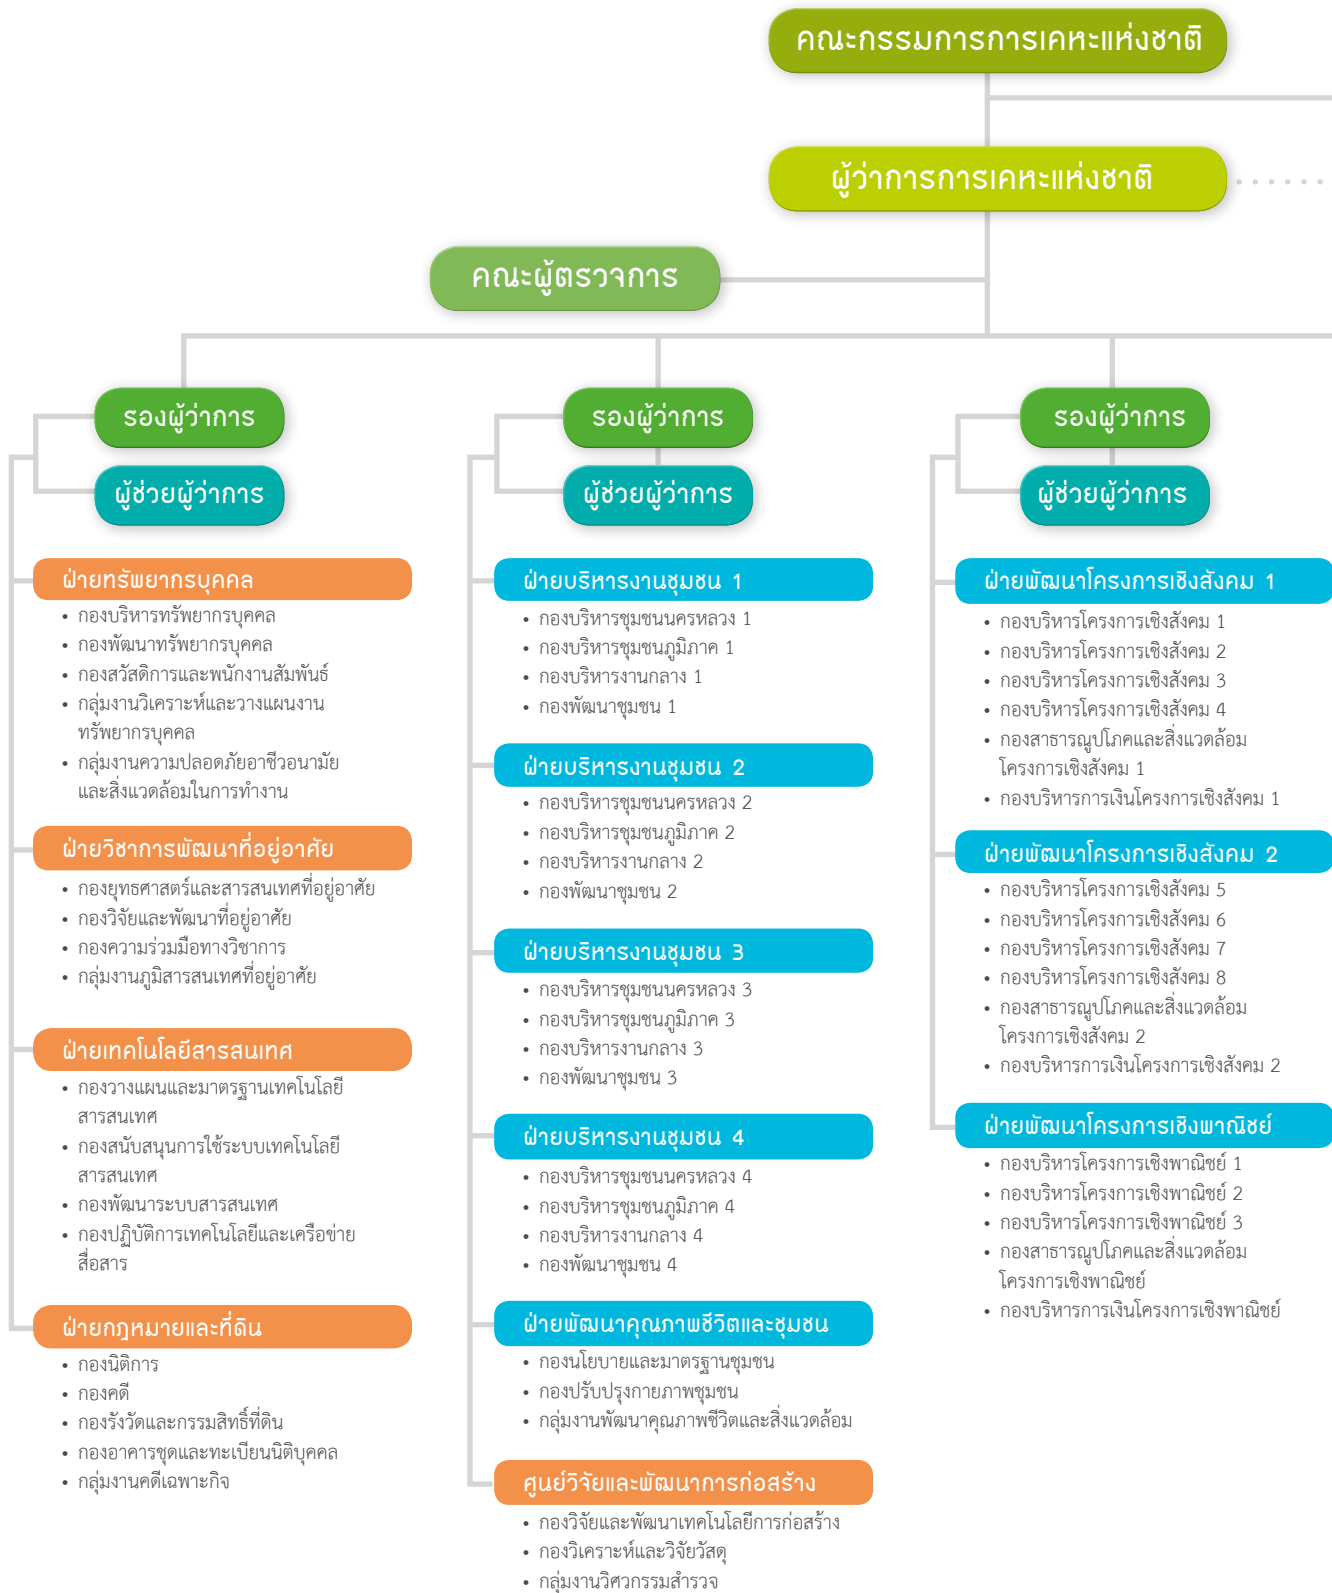 คณะกรรมการการเคหะแห่งชาติ
ผู้ว่าการการเคหะแห่งชาติ
คณะผู้ตรวจการ
รองผู้ว่าการ
ผู้ช่วยผู้ว่าการ
ฝ่ายทรัพยากรบุคคล
• กองบริหารทรัพยากรบุคคล
• กองพัฒนาทรัพยากรบุคคล
• กองสวัสดิการและพนักงานสัมพันธ์
• กลุ่มงานวิเคราะห์และวางแผนงาน
ทรัพยากรบุคคล
• กลุ่มงานความปลอดภัยอาชีวอนามัย
และสิ่งแวดล้อมในการทำงาน
ฝ่ายวิชาการพัฒนาที่อยู่อาศัย
• กองยุทธศาสตร์และสารสนเทศที่อยู่อาศัย
• กองวิจัยและพัฒนาที่อยู่อาศัย
• กองความร่วมมือทางวิชาการ
• กลุ่มงานภูมิสารสนเทศที่อยู่อาศัย
ฝ่ายเทคโนโลยีสารสนเทศ
• กองวางแผนและมาตรฐานเทคโนโลยี
สารสนเทศ
• กองสนับสนุนการใช้ระบบเทคโนโลยี
สารสนเทศ
• กองพัฒนาระบบสารสนเทศ
• กองปฏิบัติการเทคโนโลยีและเครือข่าย
สื่อสาร
ฝ่ายกฎหมายและที่ดิน
• กองนิติการ
• กองคดี
• กองรังวัดและกรรมสิทธิ์ที่ดิน
• กองอาคารชุดและทะเบียนนิติบุคคล
• กลุ่มงานคดีเฉพาะกิจ
รองผู้ว่าการ
ผู้ช่วยผู้ว่าการ
ฝ่ายบริหารงานชุมชน 1
• กองบริหารชุมชนนครหลวง 1
• กองบริหารชุมชนภูมิภาค 1
• กองบริหารงานกลาง 1
• กองพัฒนาชุมชน 1
ฝ่ายบริหารงานชุมชน 2
• กองบริหารชุมชนนครหลวง 2
• กองบริหารชุมชนภูมิภาค 2
• กองบริหารงานกลาง 2
• กองพัฒนาชุมชน 2
ฝ่ายบริหารงานชุมชน 3
• กองบริหารชุมชนนครหลวง 3
• กองบริหารชุมชนภูมิภาค 3
• กองบริหารงานกลาง 3
• กองพัฒนาชุมชน 3
ฝ่ายบริหารงานชุมชน 4
• กองบริหารชุมชนนครหลวง 4
• กองบริหารชุมชนภูมิภาค 4
• กองบริหารงานกลาง 4
• กองพัฒนาชุมชน 4
ฝ่ายพัฒนาคุณภาพชีวิตและชุมชน
• กองนโยบายและมาตรฐานชุมชน
• กองปรับปรุงกายภาพชุมชน
• กลุ่มงานพัฒนาคุณภาพชีวิตและสิ่งแวดล้อม
ศูนย์วิจัยและพัฒนาการก่อสร้าง
• กองวิจัยและพัฒนาเทคโนโลยีการก่อสร้าง
• กองวิเคราะห์และวิจัยวัสดุ
• กลุ่มงานวิศวกรรมสำรวจ
รองผู้ว่าการ
ผู้ช่วยผู้ว่าการ
ฝ่ายพัฒนาโครงการเชิงสังคม 1
• กองบริหารโครงการเชิงสังคม 1
• กองบริหารโครงการเชิงสังคม 2
• กองบริหารโครงการเชิงสังคม 3
• กองบริหารโครงการเชิงสังคม 4
• กองสาธารณูปโภคและสิ่งแวดล้อม
โครงการเชิงสังคม 1
• กองบริหารการเงินโครงการเชิงสังคม 1
ฝ่ายพัฒนาโครงการเชิงสังคม 2
• กองบริหารโครงการเชิงสังคม 5
• กองบริหารโครงการเชิงสังคม 6
• กองบริหารโครงการเชิงสังคม 7
• กองบริหารโครงการเชิงสังคม 8
• กองสาธารณูปโภคและสิ่งแวดล้อม
โครงการเชิงสังคม 2
• กองบริหารการเงินโครงการเชิงสังคม 2
ฝ่ายพัฒนาโครงการเชิงพาณิชย์
• กองบริหารโครงการเชิงพาณิชย์ 1
• กองบริหารโครงการเชิงพาณิชย์ 2
• กองบริหารโครงการเชิงพาณิชย์ 3
• กองสาธารณูปโภคและสิ่งแวดล้อม
โครงการเชิงพาณิชย์
• กองบริหารการเงินโครงการเชิงพาณิชย์